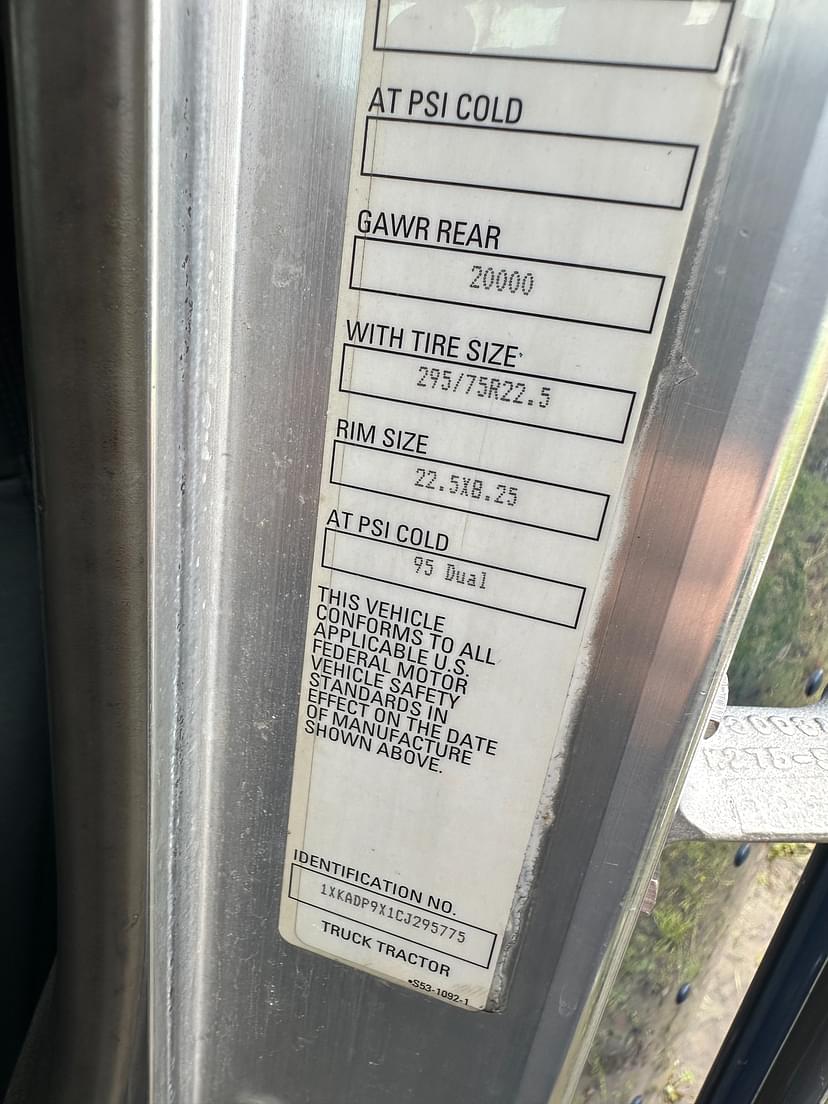 AT PSI COLD
GAWR REAR
20000
WITH TIRE SIZE
295/75R22.5
RIM SIZE
22.5X8.25
AT PSI COLD
95 Dual
THIS VEHICLE
CONFORMS TO ALL
APPLICABLE U.S.
FEDERAL MOTOR
VEHICLE SAFETY
STANDARDS IN
EFFECT ON THE DATE
OF MANUFACTURE
SHOWN ABOVE.
IDENTIFICATION NO.
1XKADP9X1CJ295775
TRUCK TRACTOR
•S53-1092-1